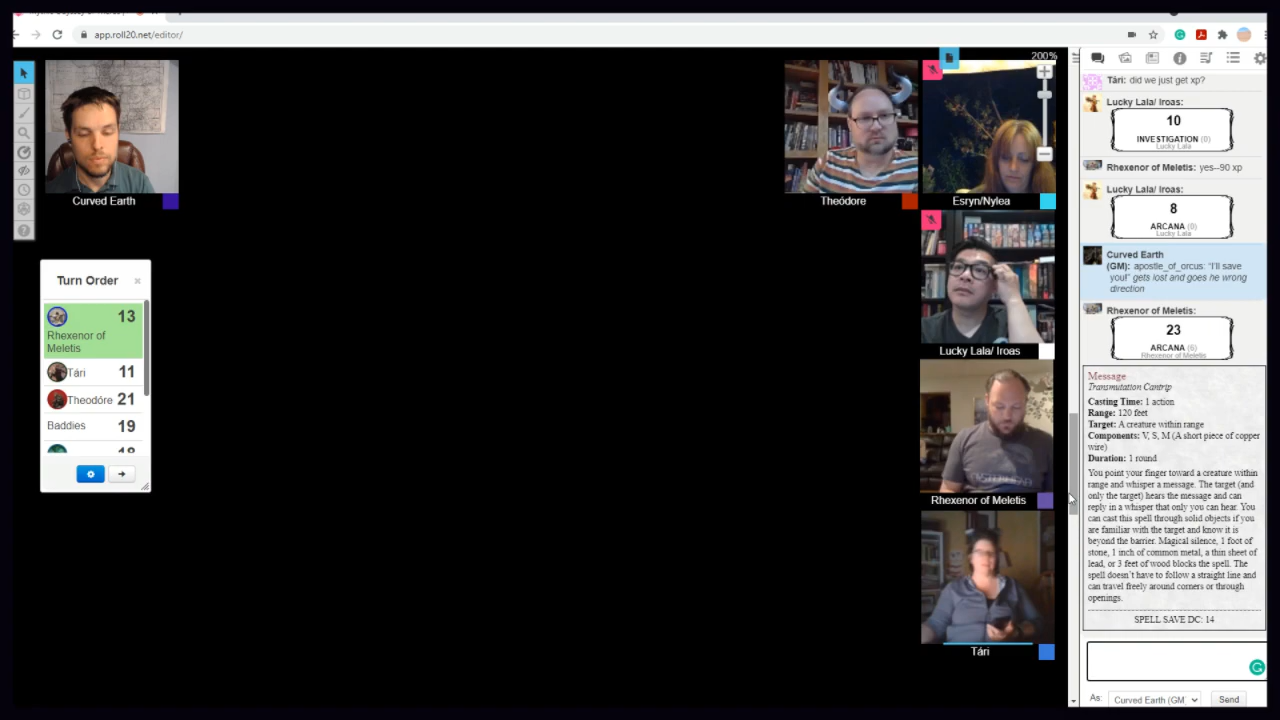 app.roll20.net/editor/
200%
Curved Earth
Theódore
Esryn/Nylea
Lucky Lala/ Iroas
Rhexenor of Meletis
Tári
Turn Order
×
13
Rhexenor of
Meletis
Tári 11
Theodóre 21
Baddies 19
Tári: did we just get xp?
Lucky Lala/ Iroas:
10
INVESTIGATION (0)
Lucky Lala
Rhexenor of Meletis: yes--90 xp
Lucky Lala/ Iroas:
8
ARCANA (0)
Lucky Lala
Curved Earth
(GM): apostle_of_orcus: "I'll save
you!" gets lost and goes he wrong
direction
Rhexenor of Meletis:
23
ARCANA (6)
Rhexenor of Meletis
Message
Transmutation Cantrip
Casting Time: 1 action
Range: 120 feet
Target: A creature within range
Components: V, S, M (A short piece of copper
wire)
Duration: 1 round
You point your finger toward a creature within
range and whisper a message. The target (and
only the target) hears the message and can
reply in a whisper that only you can hear. You
can cast this spell through solid objects if you
are familiar with the target and know it is
beyond the barrier. Magical silence, 1 foot of
stone, 1 inch of common metal, a thin sheet of
lead, or 3 feet of wood blocks the spell. The
spell doesn't have to follow a straight line and
can travel freely around corners or through
openings.
SPELL SAVE DC: 14
As: Curved Earth (GM) Send